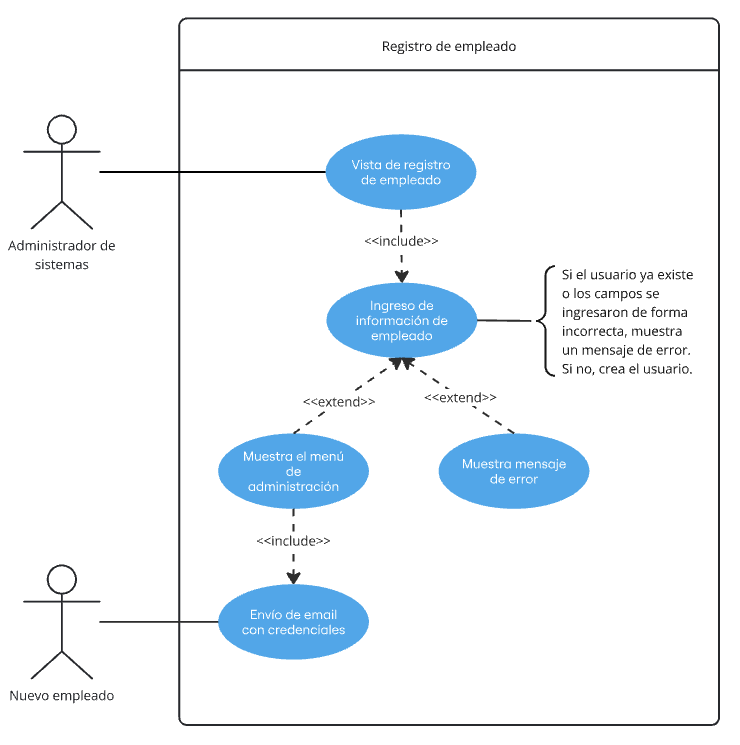 Registro de empleado
Vista de registro
de empleado
Administrador de
sistemas
<<include>>
Ingreso de
información de
empleado
Si el usuario ya existe
o los campos se
ingresaron de forma
incorrecta, muestra
un mensaje de error.
Si no, crea el usuario.
<<extend>>
<<extend>>
Muestra el menú
de
administración
Muestra mensaje
de error
<<include>>
Envío de email
con credenciales
Nuevo empleado